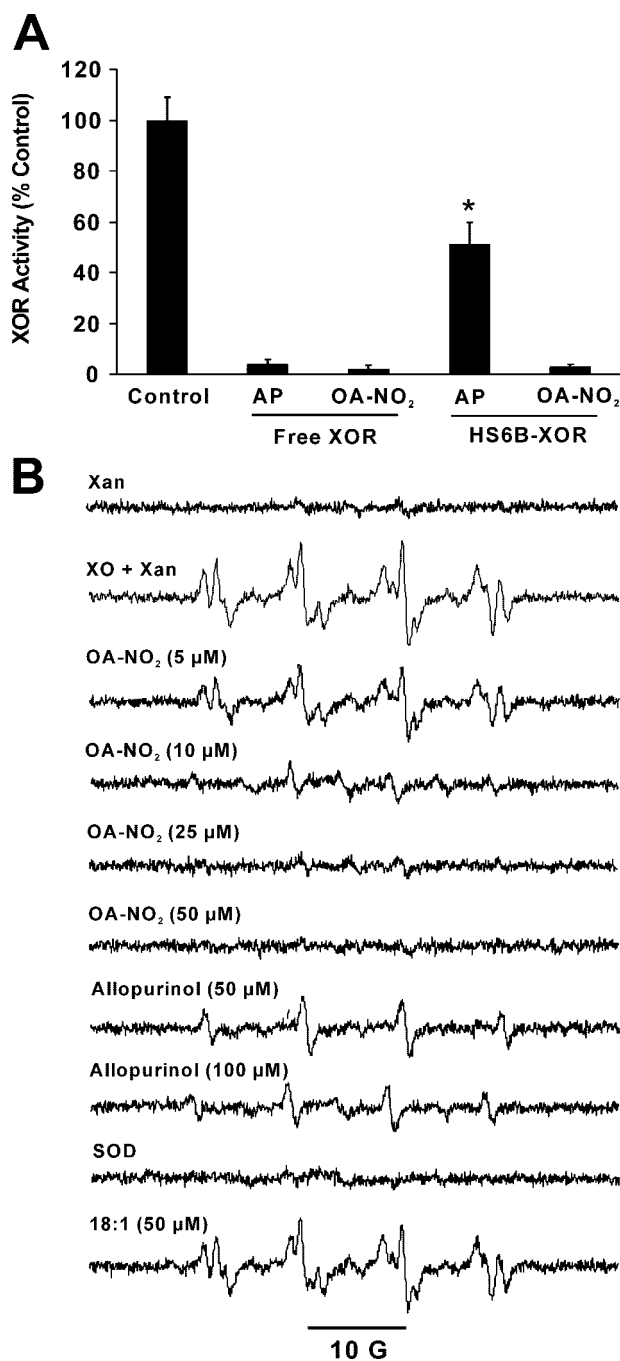 A
XOR Activity (% Control)
120
100
80
60
40
20
0
*
Control
AP
OA-NO₂
AP
OA-NO₂
Free XOR
HS6B-XOR
B
Xan
XO + Xan
OA-NO₂ (5 µM)
OA-NO₂ (10 µM)
OA-NO₂ (25 µM)
OA-NO₂ (50 µM)
Allopurinol (50 µM)
Allopurinol (100 µM)
SOD
18:1 (50 µM)
10 G